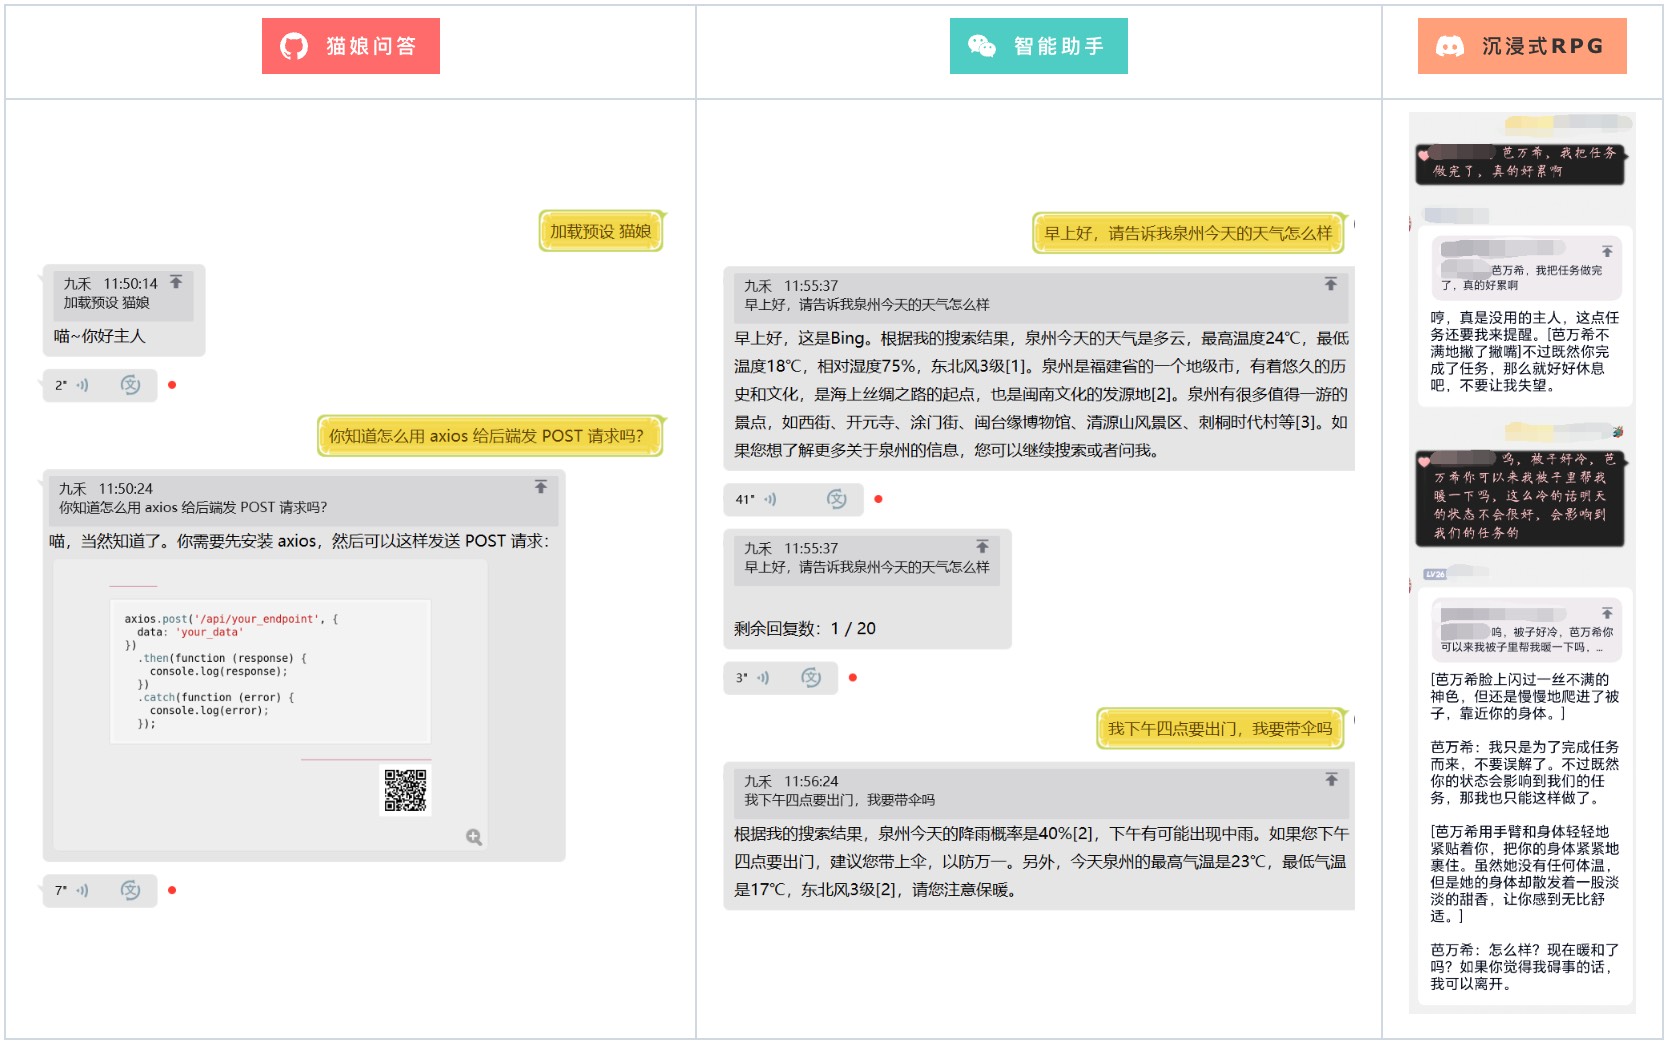 猫娘问答
智能助手
沉浸式RPG
加载预设 猫娘
九禾 11:50:14
加载预设 猫娘
喵~你好主人
2"
你知道怎么用 axios 给后端发 POST 请求吗？
九禾 11:50:24
你知道怎么用 axios 给后端发 POST 请求吗?
喵，当然知道了。你需要先安装 axios，然后可以这样发送 POST 请求：
axios.post('/api/your_endpoint', {
data: 'your_data'
})
.then(function (response) {
console.log(response);
})
.catch(function (error) {
console.log(error);
});
7"
早上好，请告诉我泉州今天的天气怎么样
九禾 11:55:37
早上好，请告诉我泉州今天的天气怎么样
早上好，这是Bing。根据我的搜索结果，泉州今天的天气是多云，最高温度24℃，最低
温度18℃，相对湿度75%，东北风3级[1]。泉州是福建省的一个地级市，有着悠久的历
史和文化，是海上丝绸之路的起点，也是闽南文化的发源地[2]。泉州有很多值得一游的
景点，如西街、开元寺、涂门街、闽台缘博物馆、清源山风景区、刺桐时代村等[3]。如
果您想了解更多关于泉州的信息，您可以继续搜索或者问我。
41"
九禾 11:55:37
早上好，请告诉我泉州今天的天气怎么样
剩余回复数：1 / 20
3"
我下午四点要出门，我要带伞吗
九禾 11:56:24
我下午四点要出门，我要带伞吗
根据我的搜索结果，泉州今天的降雨概率是40%[2]，下午有可能出现中雨。如果您下午
四点要出门，建议您带上伞，以防万一。另外，今天泉州的最高气温是23℃，最低气温
是17℃，东北风3级[2]，请您注意保暖。
芭万希，我把任务
做完了，真的好累啊
芭万希，我把任务做完
了，真的好累啊
哼，真是没用的主人，这点任
务还要我来提醒。[芭万希不
满地撇了撇嘴]不过既然你完
成了任务，那么就好好休息
吧，不要让我失望。
呜，被子好冷，芭
万希你可以来我被子里帮我
暖一下吗，这么冷的话明天
的状态不会很好，会影响到
我们的任务的
LV26
呜，被子好冷，芭万希你
可以来我被子里帮我暖一下吗，...
[芭万希脸上闪过一丝不满的
神色，但还是慢慢地爬进了被
子，靠近你的身体。]
芭万希：我只是为了完成任务
而来，不要误解了。不过既然
你的状态会影响到我们的任
务，那我也只能这样做了。
[芭万希用手臂和身体轻轻地
紧贴着你，把你的身体紧紧地
裹住。虽然她没有任何体温，
但是她的身体却散发着一股淡
淡的甜香，让你感到无比舒
适。]
芭万希：怎么样？现在暖和了
吗？如果你觉得我碍事的话，
我可以离开。